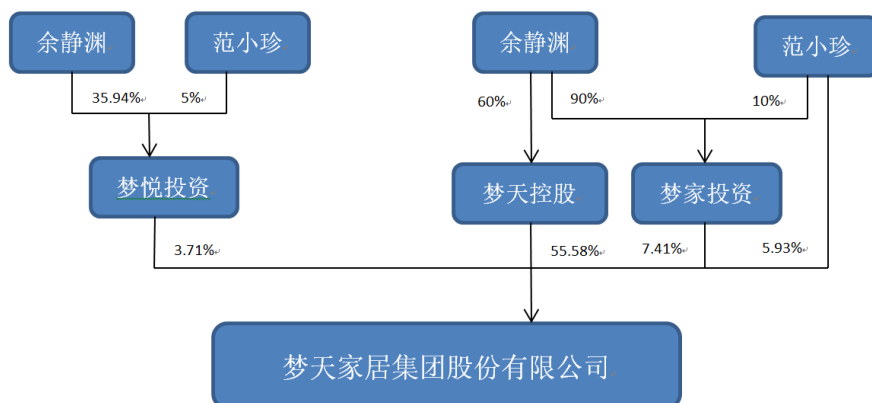 余静渊
范小珍
余静渊
范小珍
35.94%
5%
60%
90%
10%
梦悦投资
梦天控股
梦家投资
3.71%
55.58%
7.41%
5.93%
梦天家居集团股份有限公司